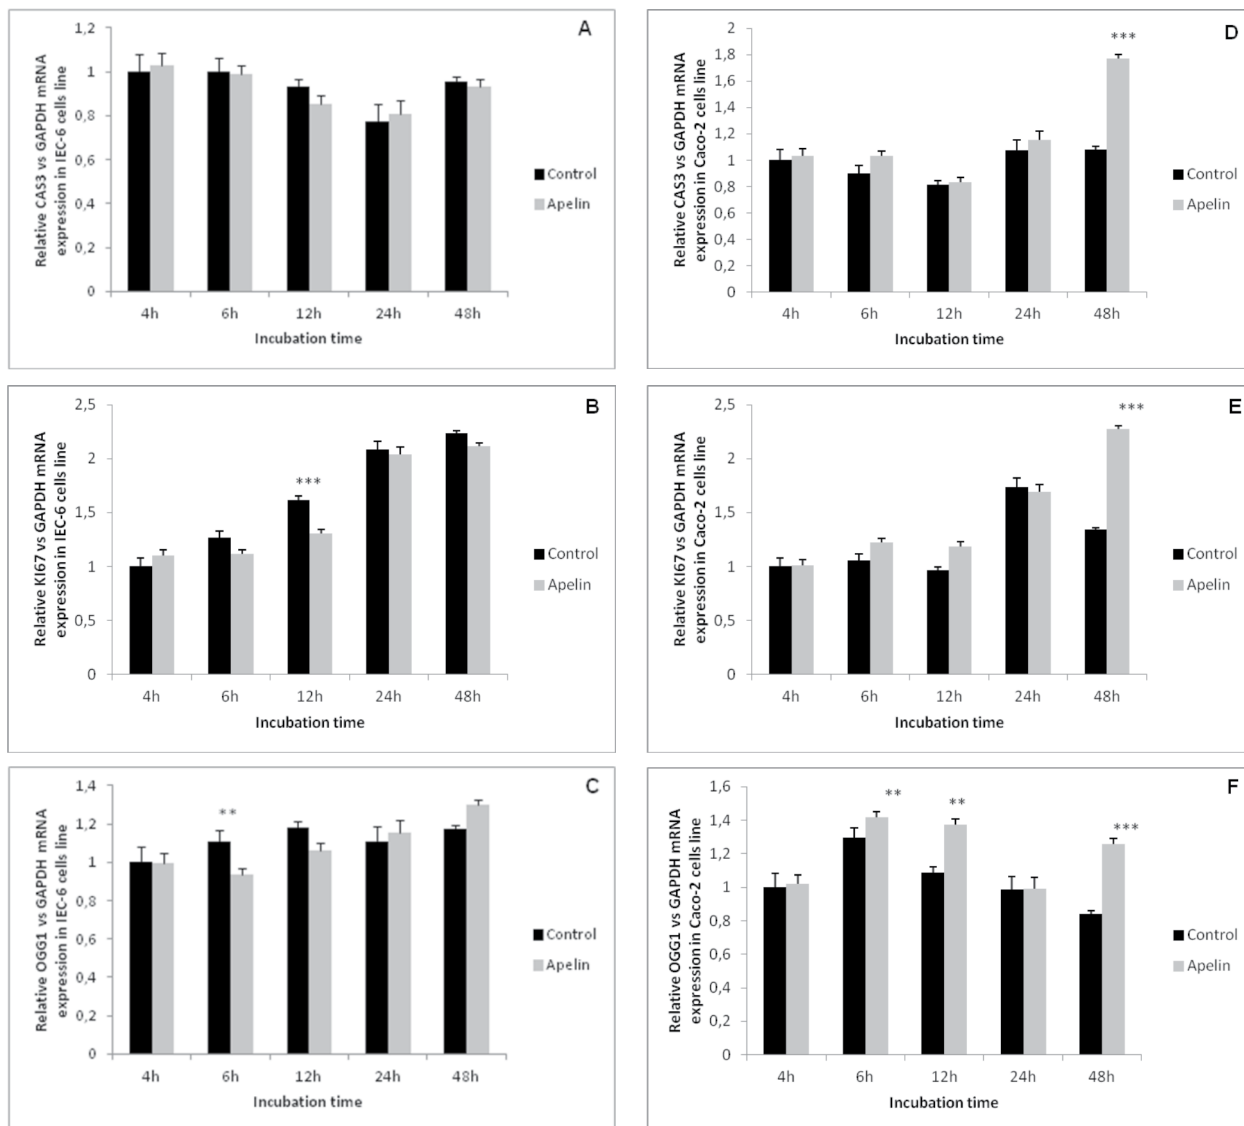 A
Relative CAS3 vs GAPDH mRNA
expression in IEC-6 cells line
1,2
1
0,8
0,6
0,4
0,2
0
4h 6h 12h 24h 48h
Incubation time
Control
Apelin
D
Relative CAS3 vs GAPDH mRNA
expression in Caco-2 cells line
2
1,8
1,6
1,4
1,2
1
0,8
0,6
0,4
0,2
0
***
4h 6h 12h 24h 48h
Incubation time
Control
Apelin
B
Relative KI67 vs GAPDH mRNA
expression in IEC-6 cells line
2,5
2
1,5
1
0,5
0
***
4h 6h 12h 24h 48h
Incubation time
Control
Apelin
E
Relative KI67 vs GAPDH mRNA
expression in Caco-2 cells line
2,5
2
1,5
1
0,5
0
***
4h 6h 12h 24h 48h
Incubation time
Control
Apelin
C
Relative OGG1 vs GAPDH mRNA
expression in IEC-6 cells line
1,4
1,2
1
0,8
0,6
0,4
0,2
0
**
4h 6h 12h 24h 48h
Incubation time
Control
Apelin
F
Relative OGG1 vs GAPDH mRNA
expression in Caco-2 cells line
1,6
1,4
1,2
1
0,8
0,6
0,4
0,2
0
** ** ***
4h 6h 12h 24h 48h
Incubation time
Control
Apelin